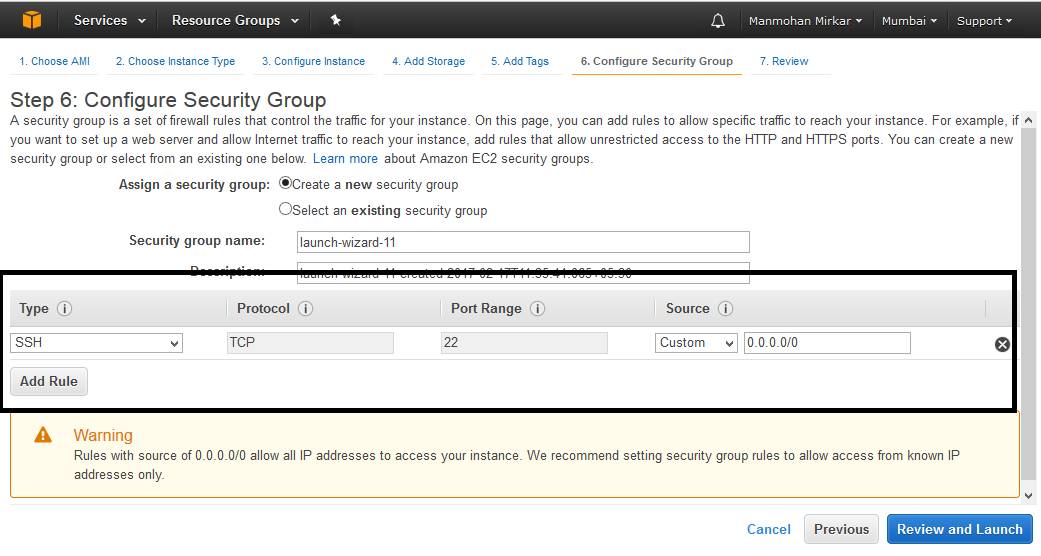 Services Resource Groups Manmohan Mirkar Mumbai Support
1. Choose AMI 2. Choose Instance Type 3. Configure Instance 4. Add Storage 5. Add Tags 6. Configure Security Group 7. Review
Step 6: Configure Security Group
A security group is a set of firewall rules that control the traffic for your instance. On this page, you can add rules to allow specific traffic to reach your instance. For example, if
you want to set up a web server and allow Internet traffic to reach your instance, add rules that allow unrestricted access to the HTTP and HTTPS ports. You can create a new
security group or select from an existing one below. Learn more about Amazon EC2 security groups.
Assign a security group: Create a new security group
Select an existing security group
Security group name: launch-wizard-11
Description: launch-wizard-11 created 2017-02-17T11:35:41
Type i Protocol i Port Range i Source i
SSH TCP 22 Custom 0.0.0.0/0
Add Rule
Warning
Rules with source of 0.0.0.0/0 allow all IP addresses to access your instance. We recommend setting security group rules to allow access from known IP
addresses only.
Cancel Previous Review and Launch